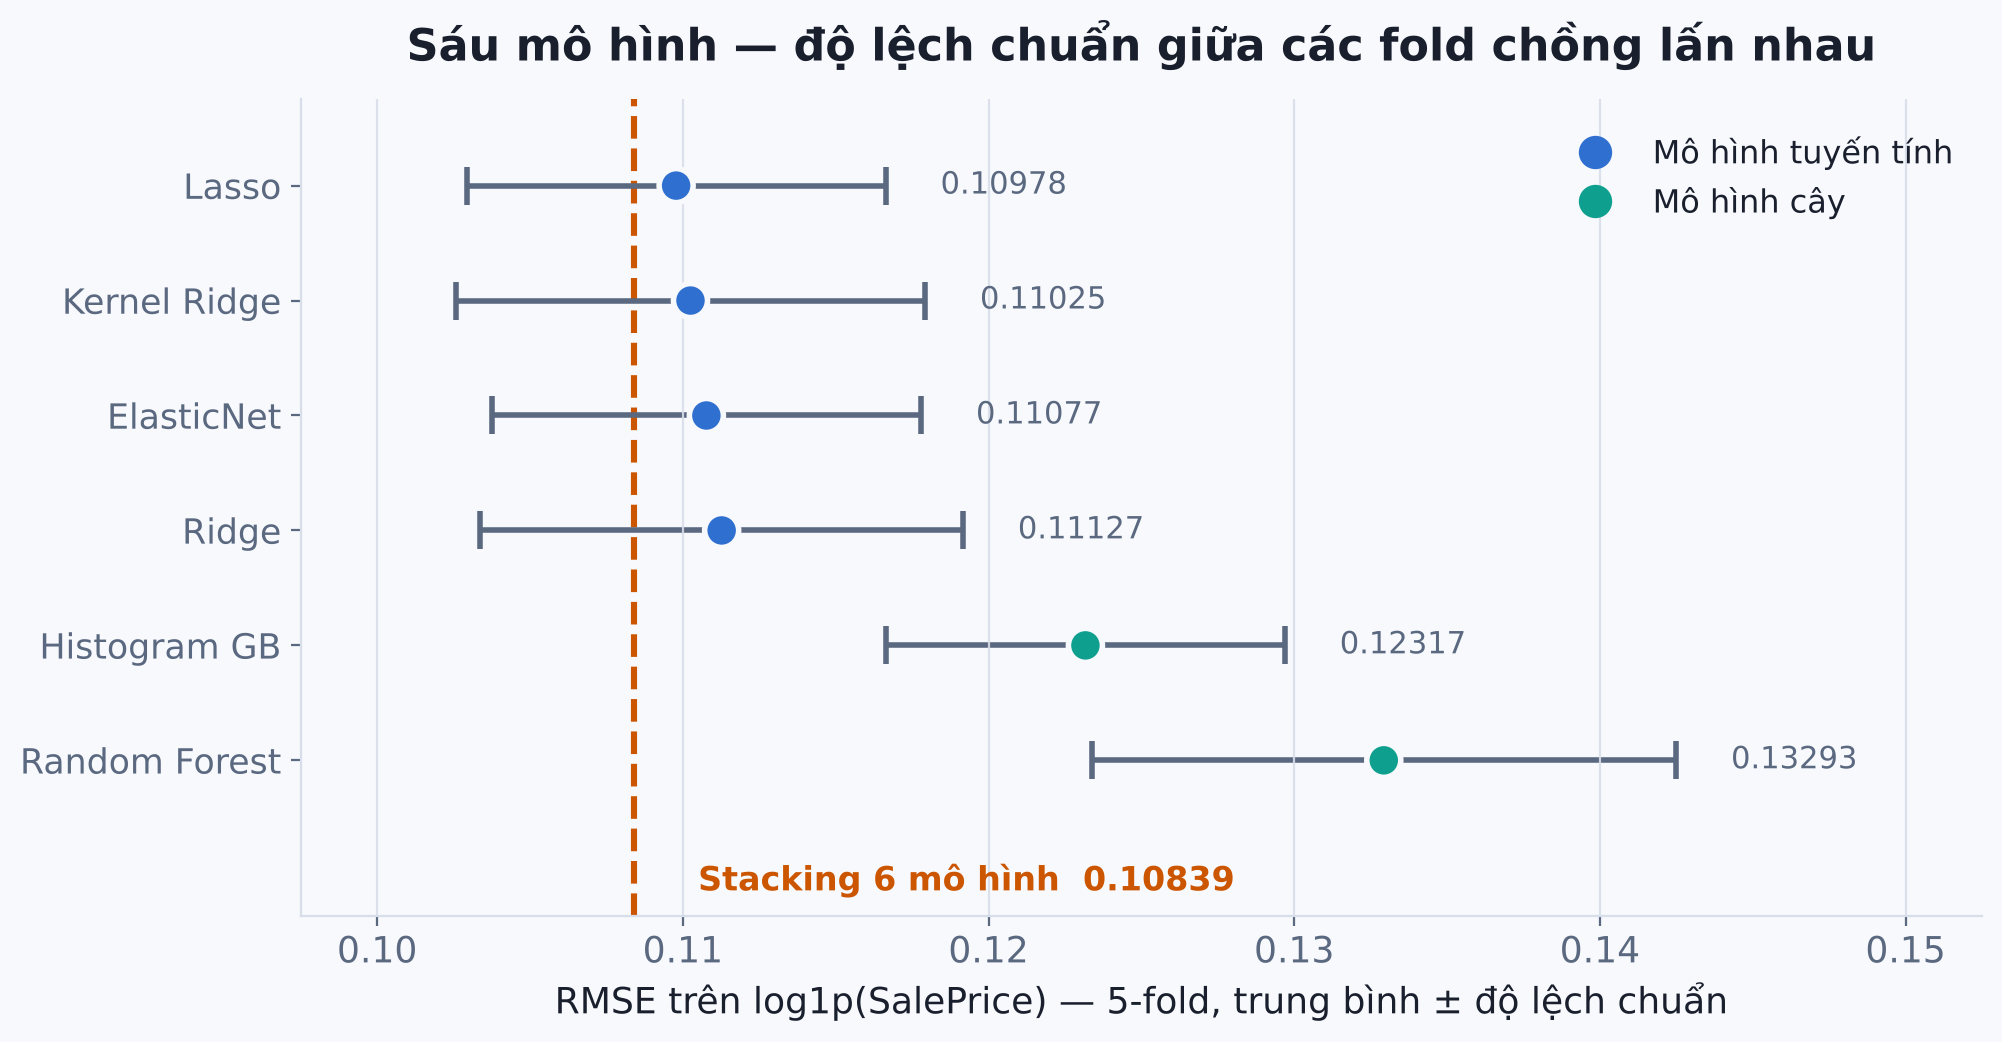 Sáu mô hình — độ lệch chuẩn giữa các fold chồng lấn nhau
Mô hình tuyến tính
Mô hình cây
Lasso 0.10978
Kernel Ridge 0.11025
ElasticNet 0.11077
Ridge 0.11127
Histogram GB 0.12317
Random Forest 0.13293
Stacking 6 mô hình 0.10839
0.10 0.11 0.12 0.13 0.14 0.15
RMSE trên log1p(SalePrice) — 5-fold, trung bình ± độ lệch chuẩn